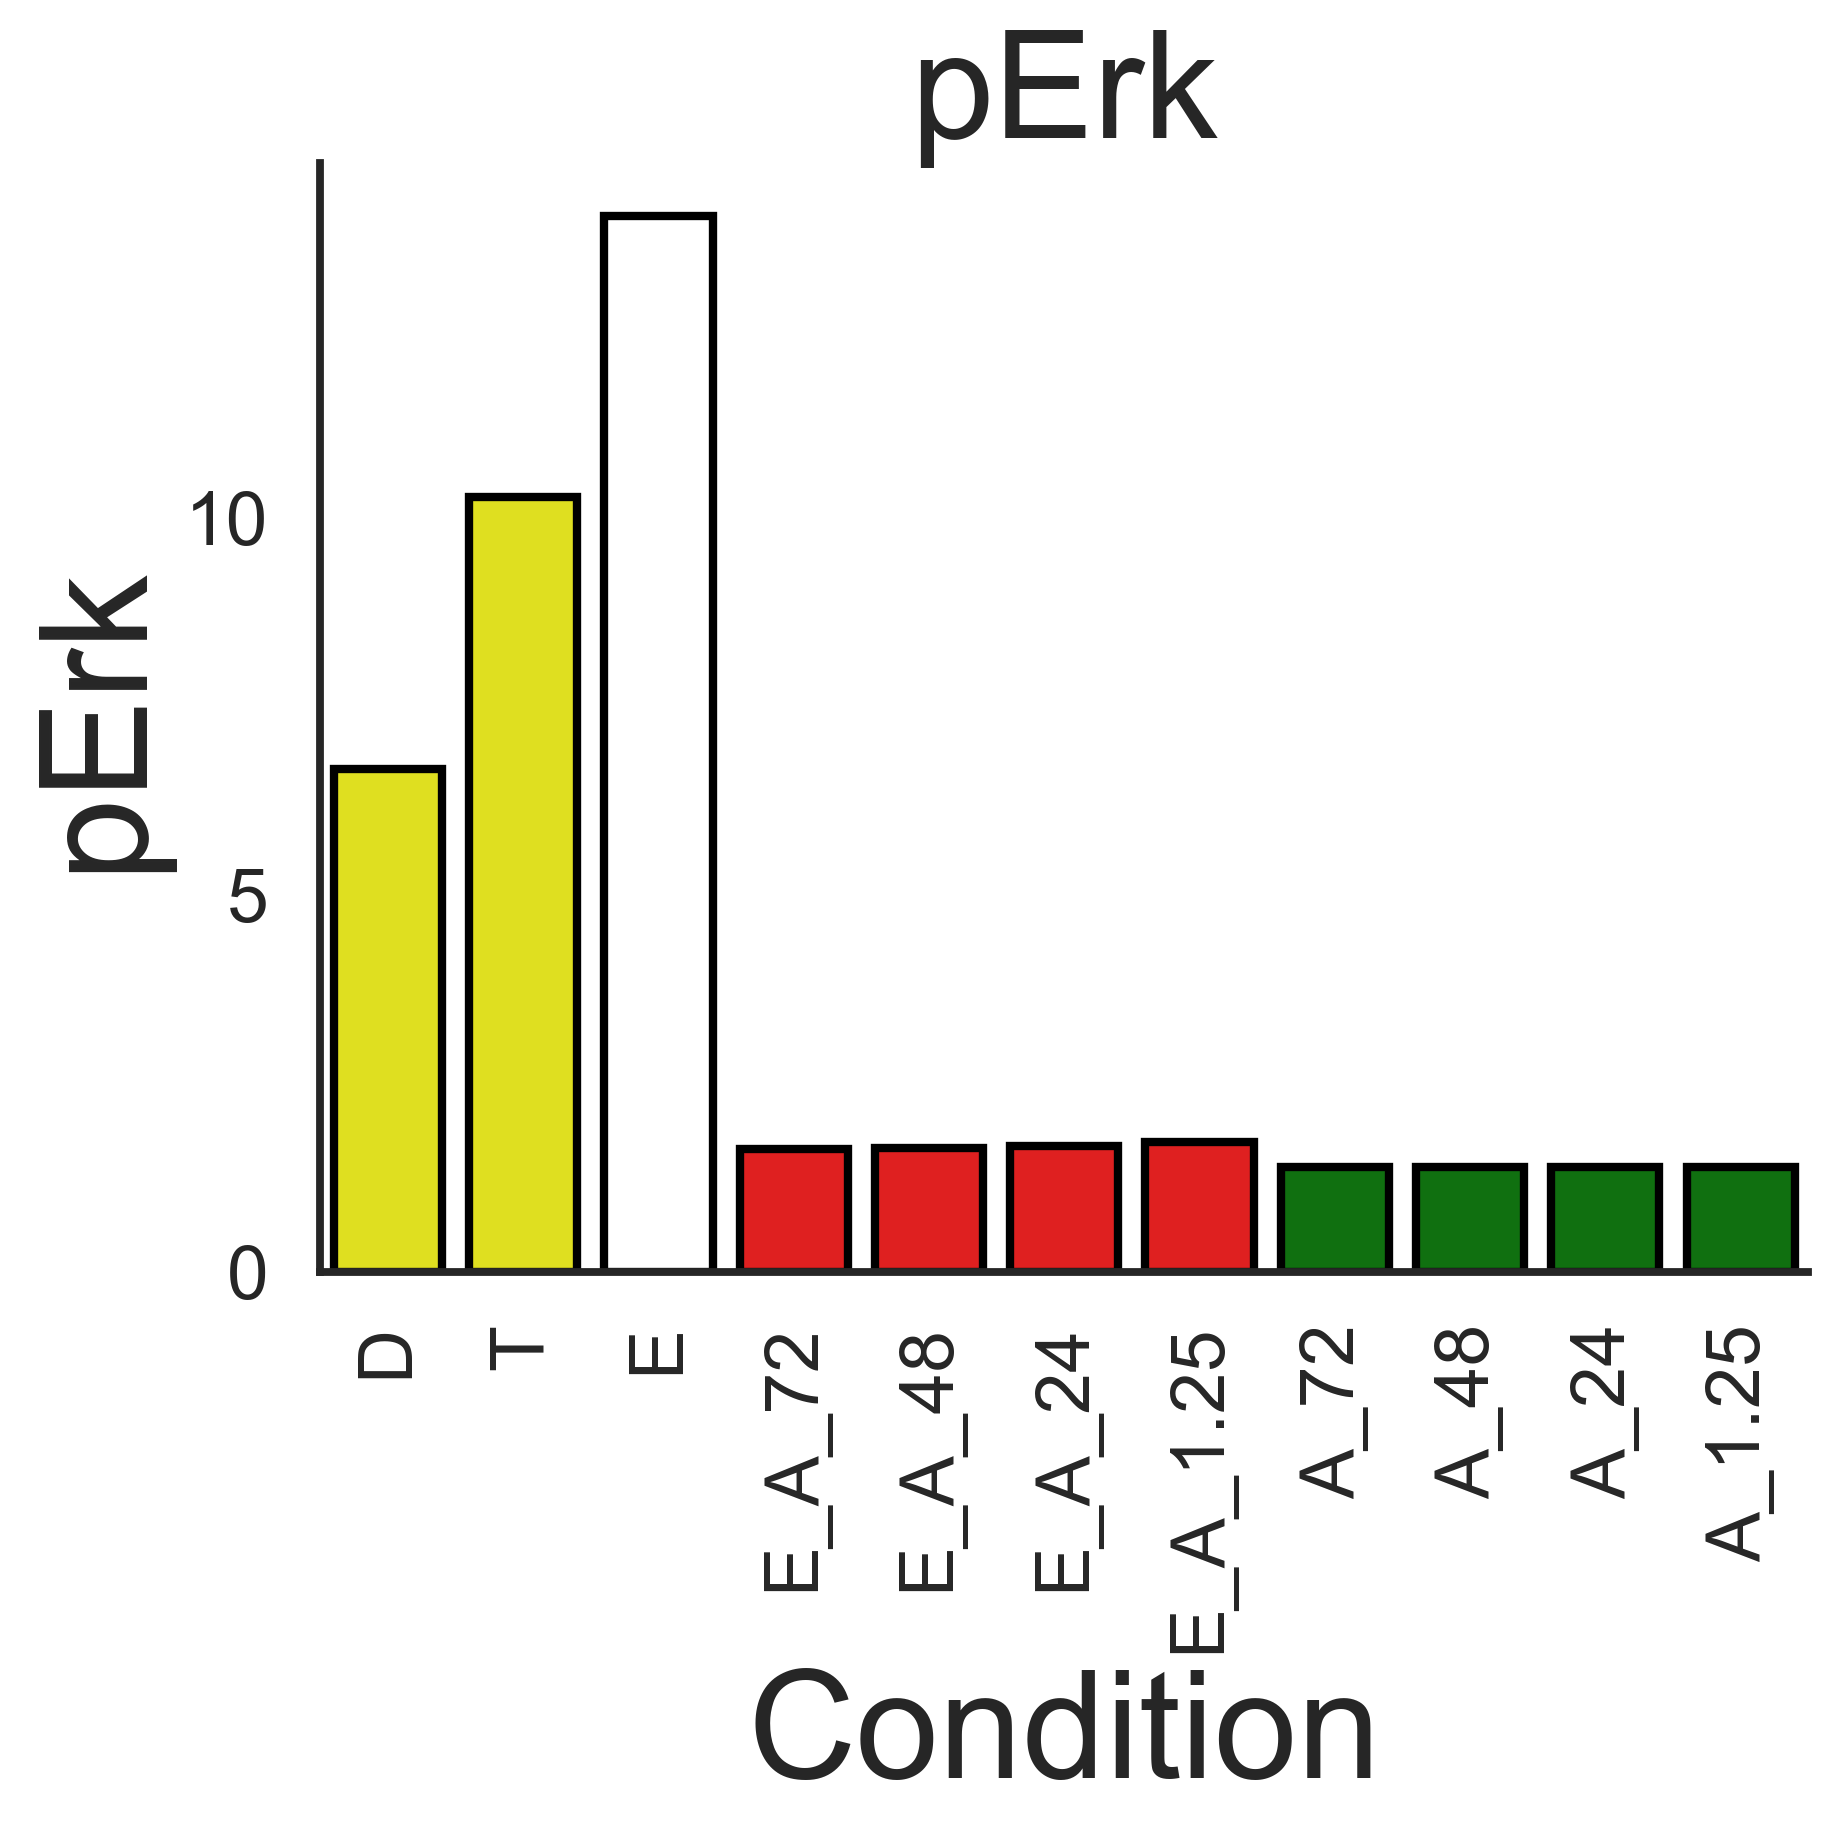 pErk
pErk
10
5
0
D
T
E
E_A_72
E_A_48
E_A_24
E_A_1.25
A_72
A_48
A_24
A_1.25
Condition